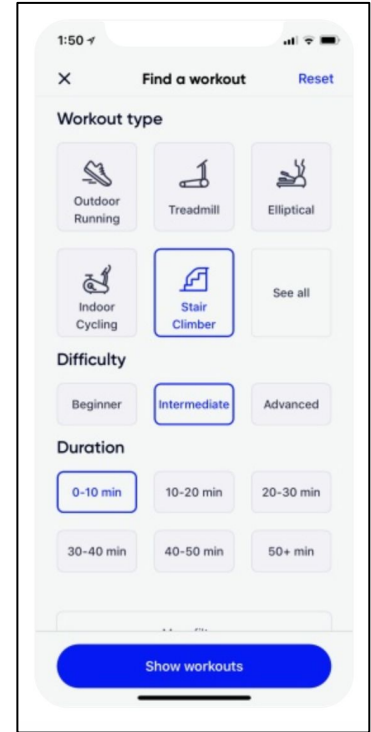 1:50
Find a workout Reset
Workout type
Outdoor Running
Treadmill
Elliptical
Indoor Cycling
Stair Climber
See all
Difficulty
Beginner Intermediate Advanced
Duration
0-10 min 10-20 min 20-30 min
30-40 min 40-50 min 50+ min
Show workouts